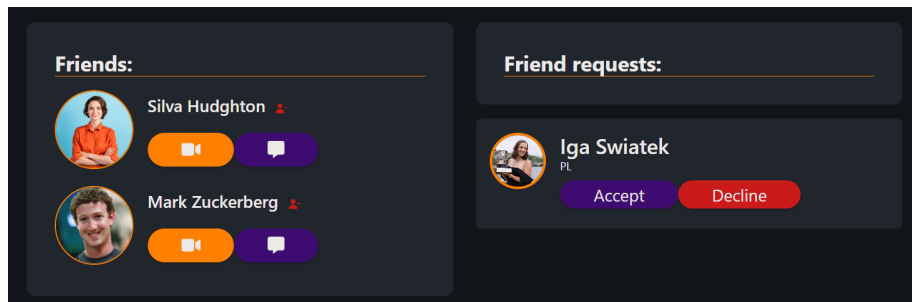 Friends:
Silva Hudghton
Mark Zuckerberg
Friend requests:
Iga Swiatek
PL
Accept
Decline